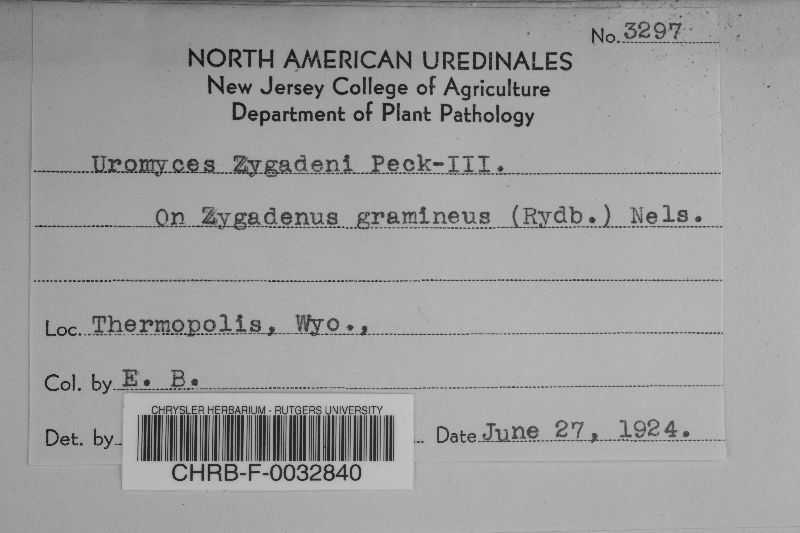 No. 3297
NORTH AMERICAN UREDINALES
New Jersey College of Agriculture
Department of Plant Pathology
Uromyces Zygadeni Peck-III.
On Zygadenus gramineus (Rydb.) Nels.
Loc. Thermopolis, Wyo.,
Col. by E. B.
Det. by
Date June 27, 1924.
CHRYSLER HERBARIUM - RUTGERS UNIVERSITY
CHRB-F-0032840